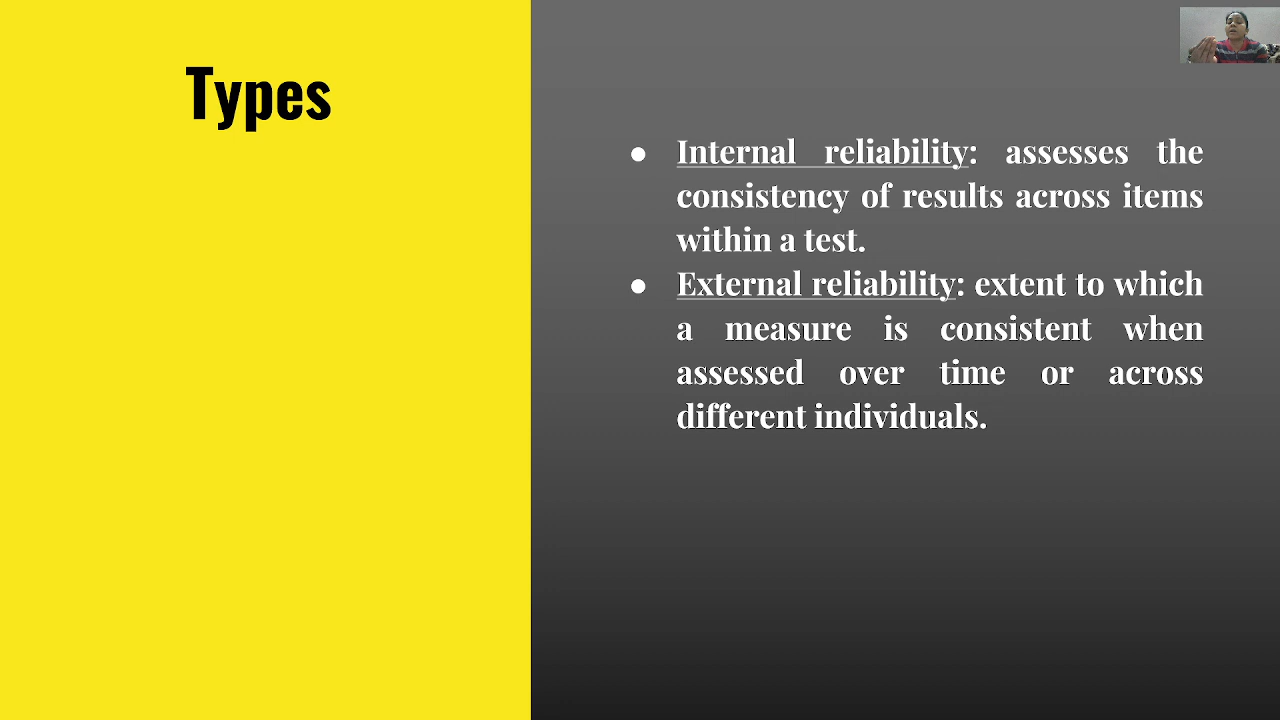 Types
● Internal reliability: assesses the
consistency of results across items
within a test.
● External reliability: extent to which
a measure is consistent when
assessed over time or across
different individuals.